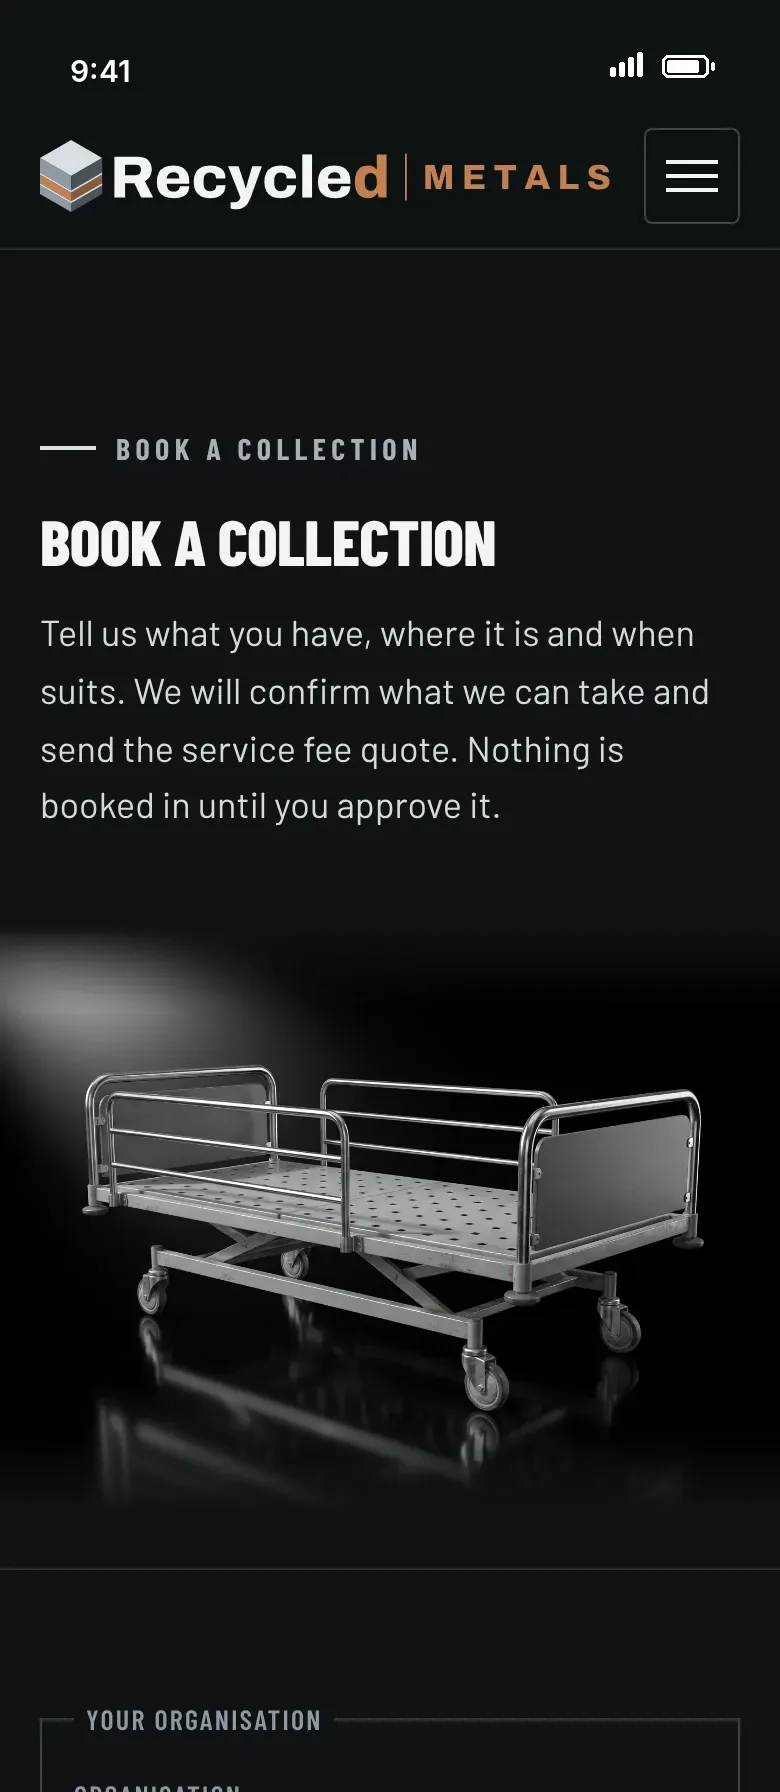 9:41
Recycled METALS
BOOK A COLLECTION
BOOK A COLLECTION
Tell us what you have, where it is and when
suits. We will confirm what we can take and
send the service fee quote. Nothing is
booked in until you approve it.
YOUR ORGANISATION
ORGANISATION